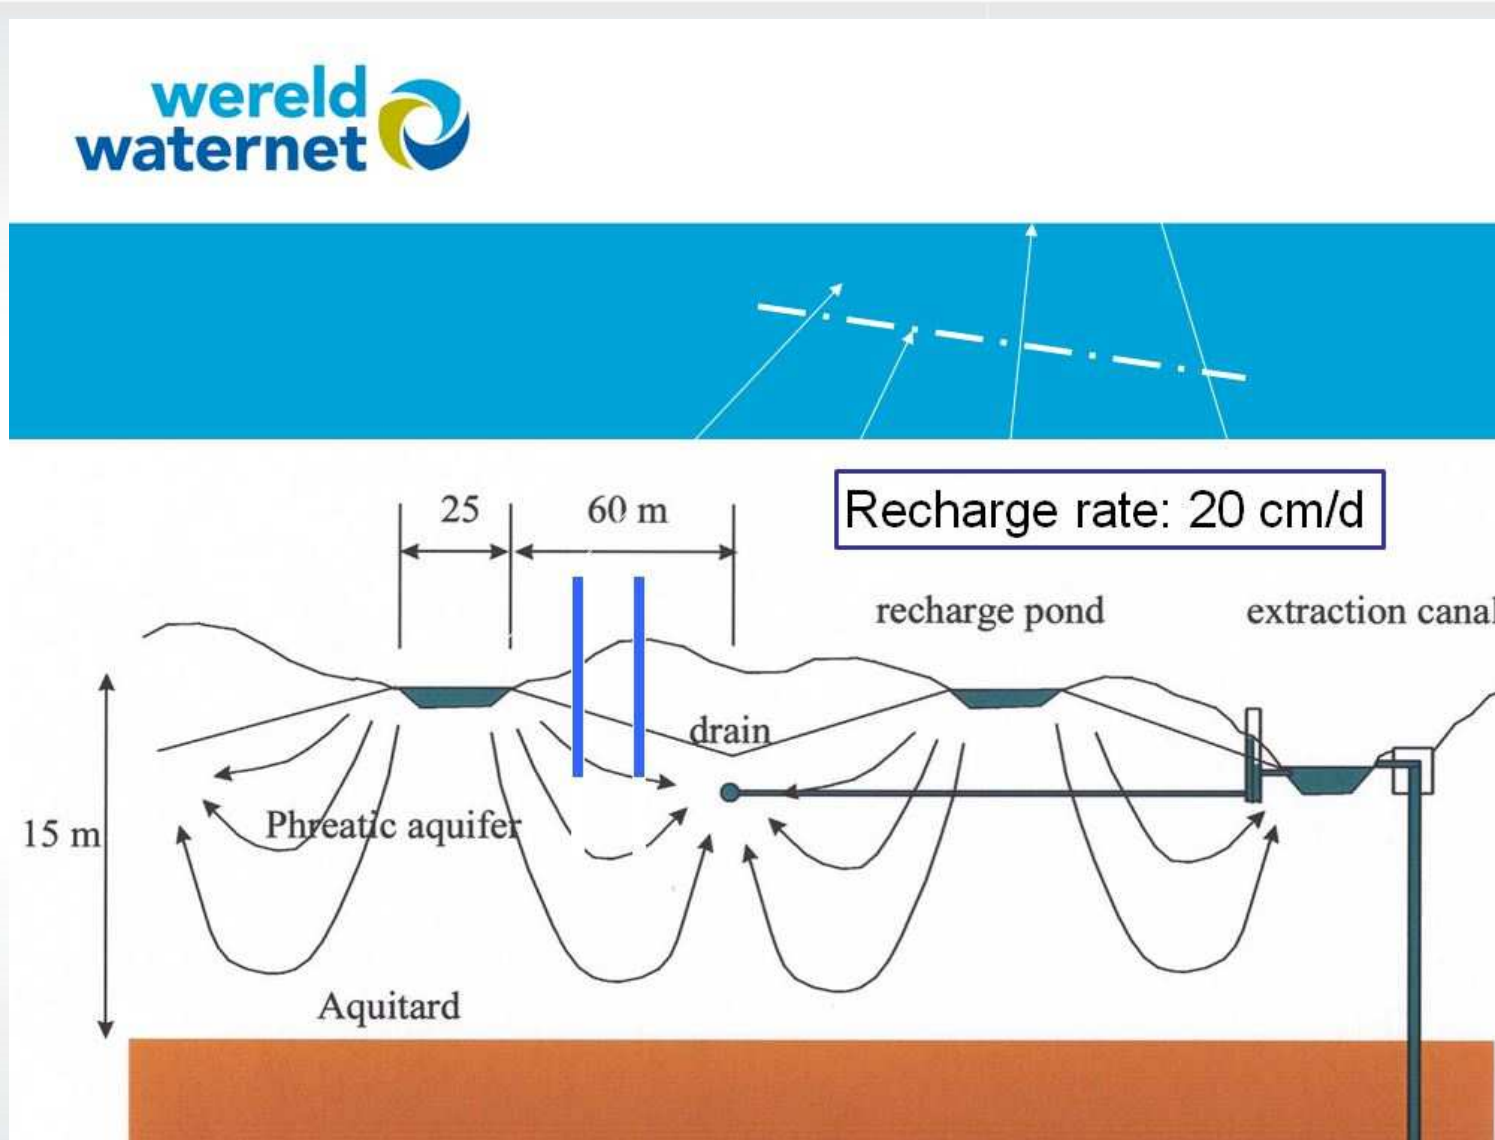 wereld
waternet
Recharge rate: 20 cm/d
25
60 m
recharge pond
extraction canal
drain
15 m
Phreatic aquifer
Aquitard